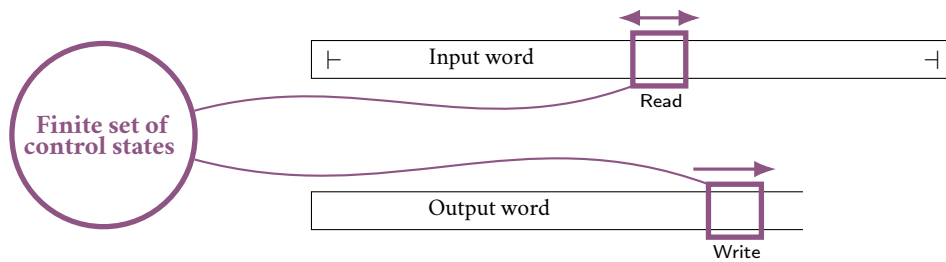 ⊢ Input word ⊣
Read
Finite set of
control states
Output word
Write